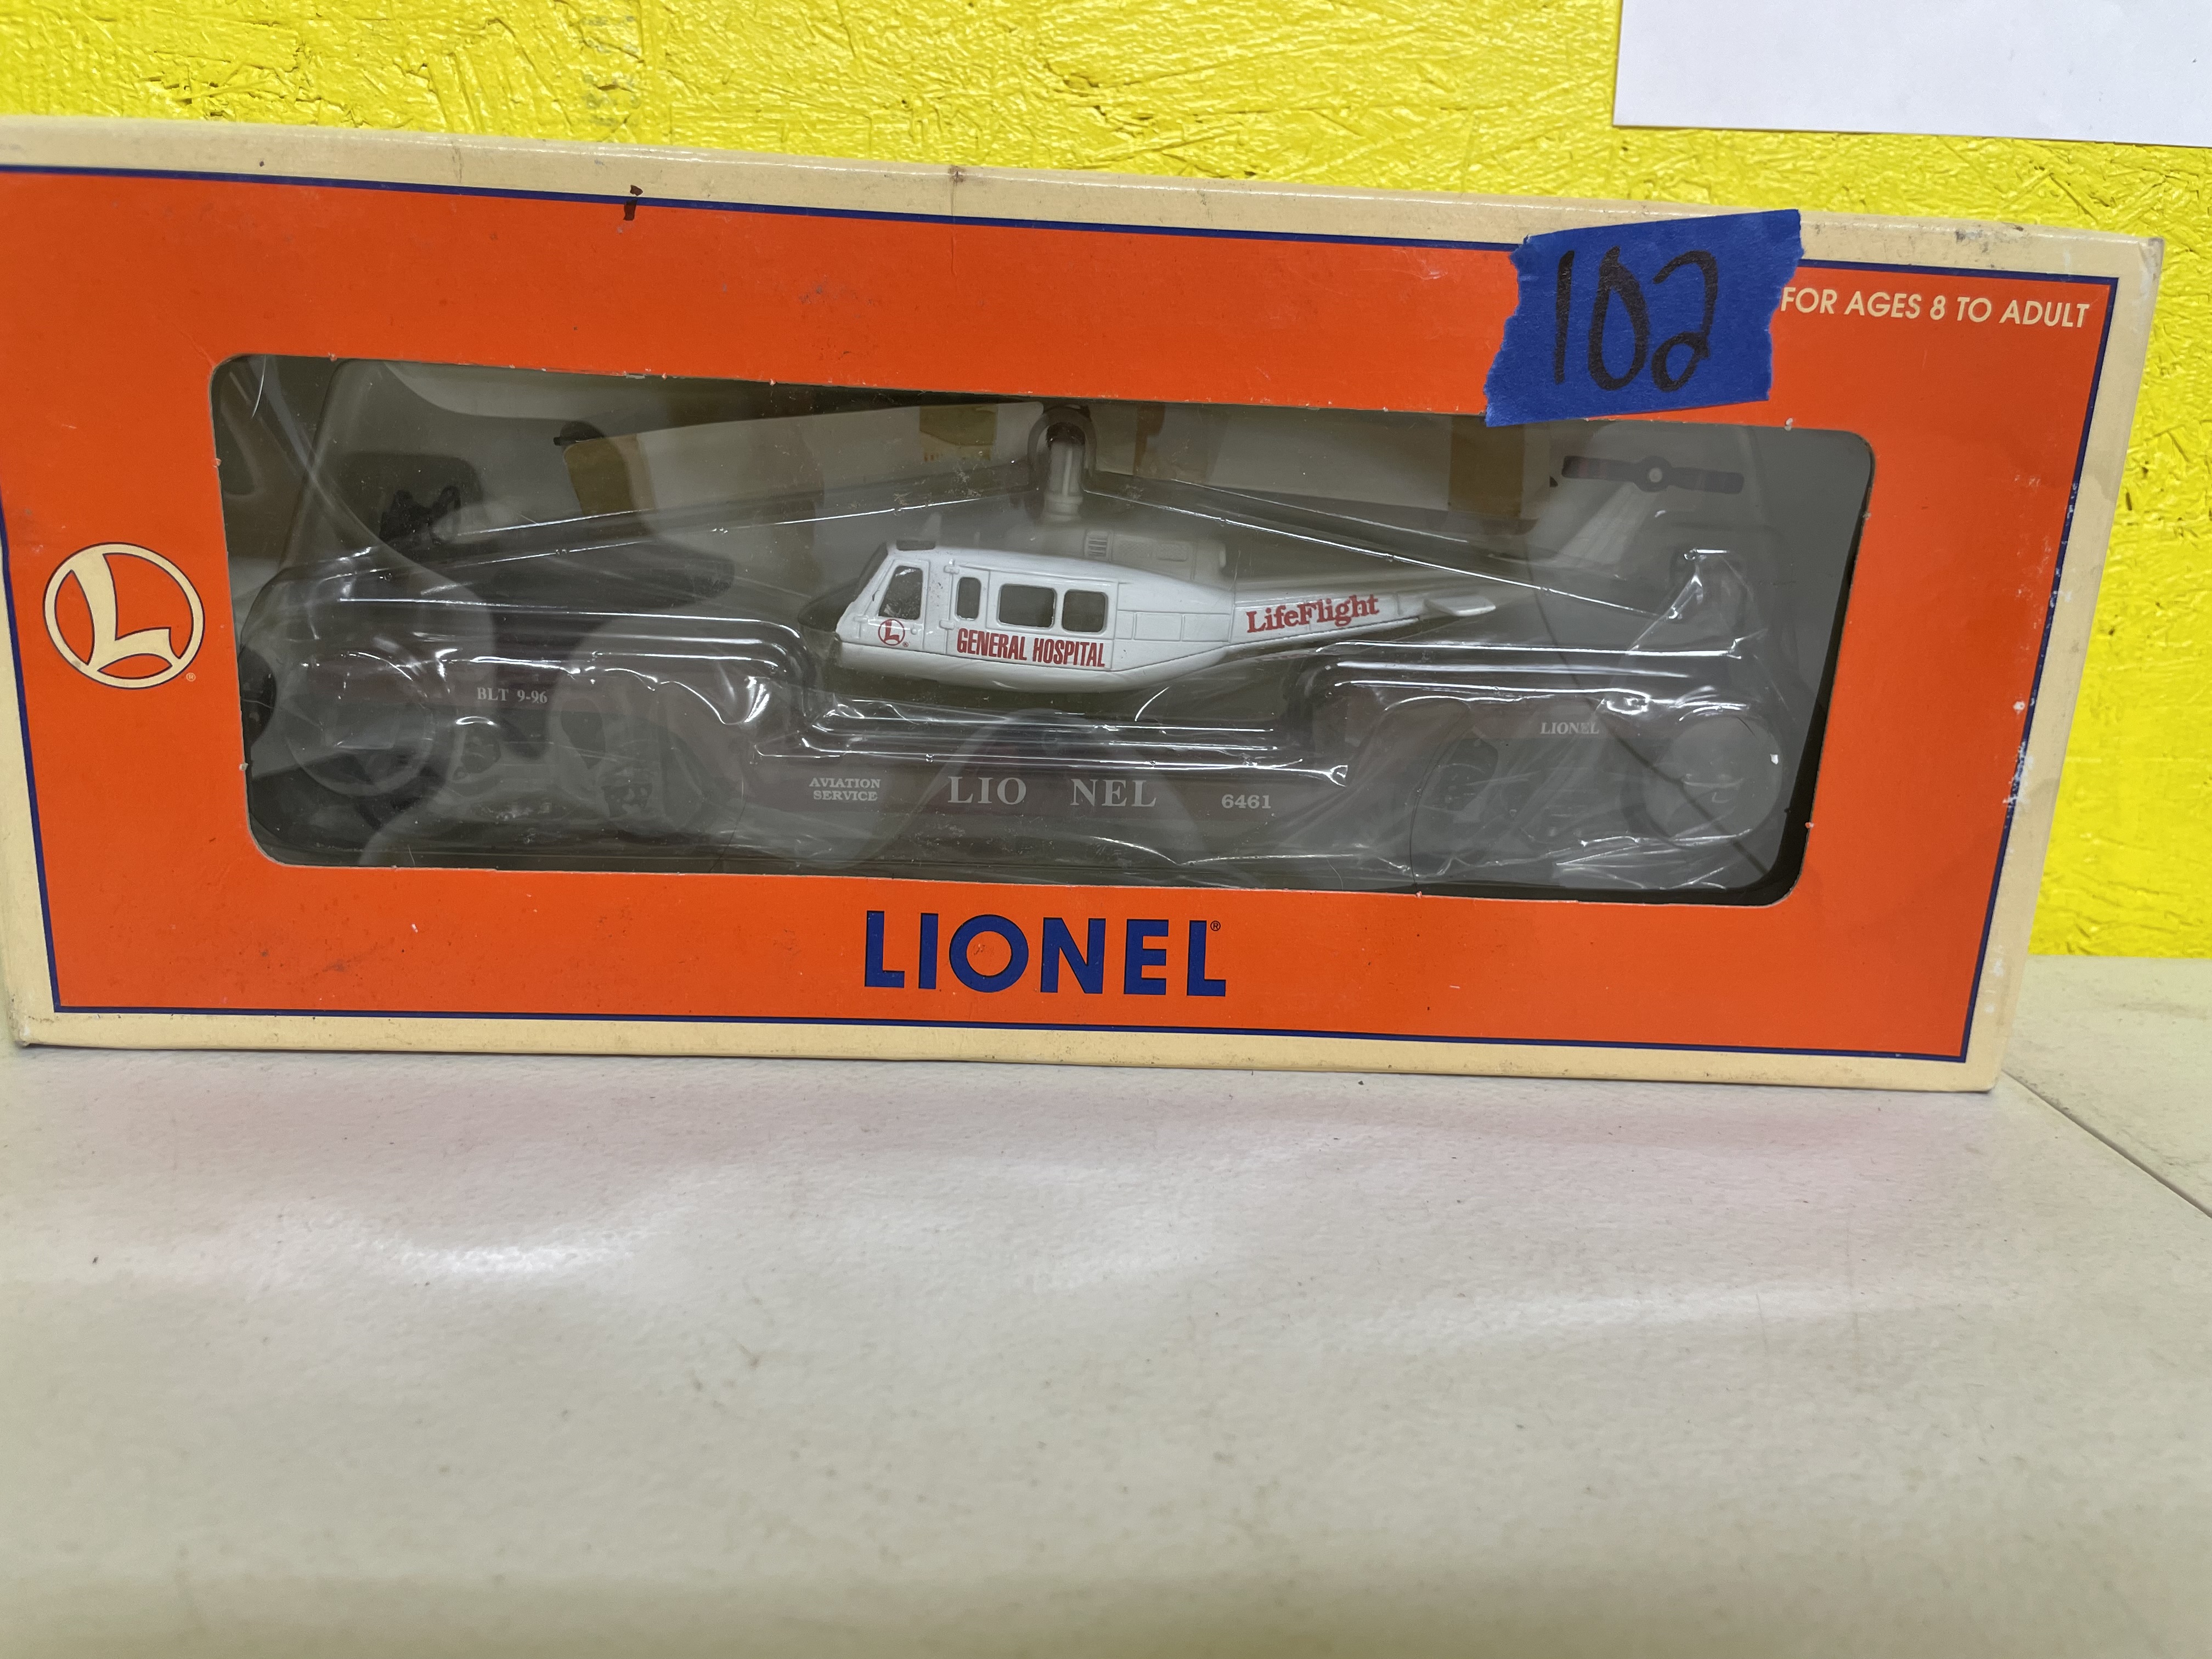 102
FOR AGES 8 TO ADULT
L
®
LifeFlight
L
®
GENERAL HOSPITAL
BLT 9-96
LIONEL
AVIATION
SERVICE
LIO NEL
6461
LIONEL®